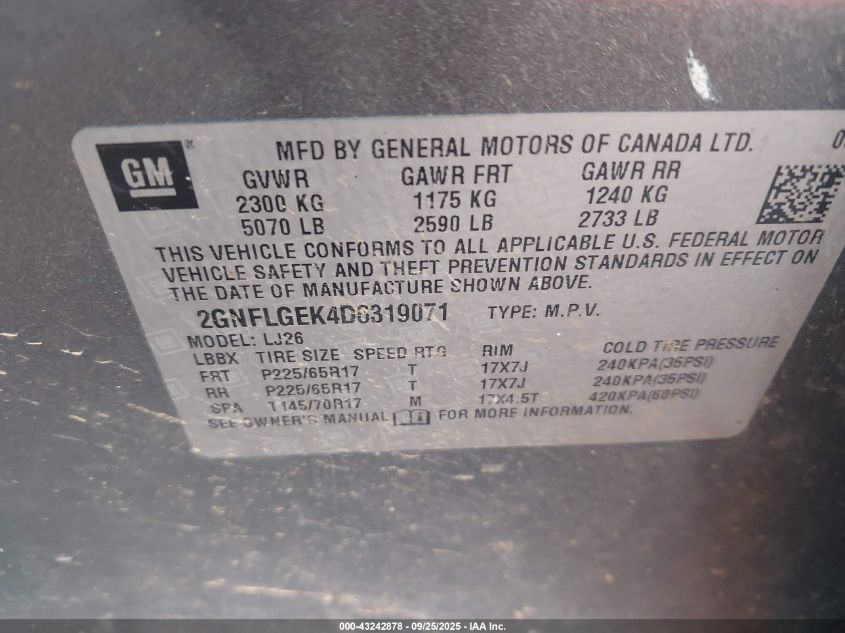 GM
MFD BY GENERAL MOTORS OF CANADA LTD.
GVWR GAWR FRT GAWR RR
2300 KG 1175 KG 1240 KG
5070 LB 2590 LB 2733 LB
THIS VEHICLE CONFORMS TO ALL APPLICABLE U.S. FEDERAL MOTOR
VEHICLE SAFETY AND THEFT PREVENTION STANDARDS IN EFFECT ON
THE DATE OF MANUFACTURE SHOWN ABOVE.
2GNFLGEK4D6319071 TYPE: M.P.V.
MODEL: LJ26
LBBX TIRE SIZE SPEED RTG RIM COLD TIRE PRESSURE
FRT P225/65R17 T 17X7J 240KPA(35PSI)
RR P225/65R17 T 17X7J 240KPA(35PSI)
SPA T145/70R17 M 17X4.5T 420KPA(60PSI)
SEE OWNER'S MANUAL FOR MORE INFORMATION.
000-43242878 - 09/25/2025 - IAA Inc.